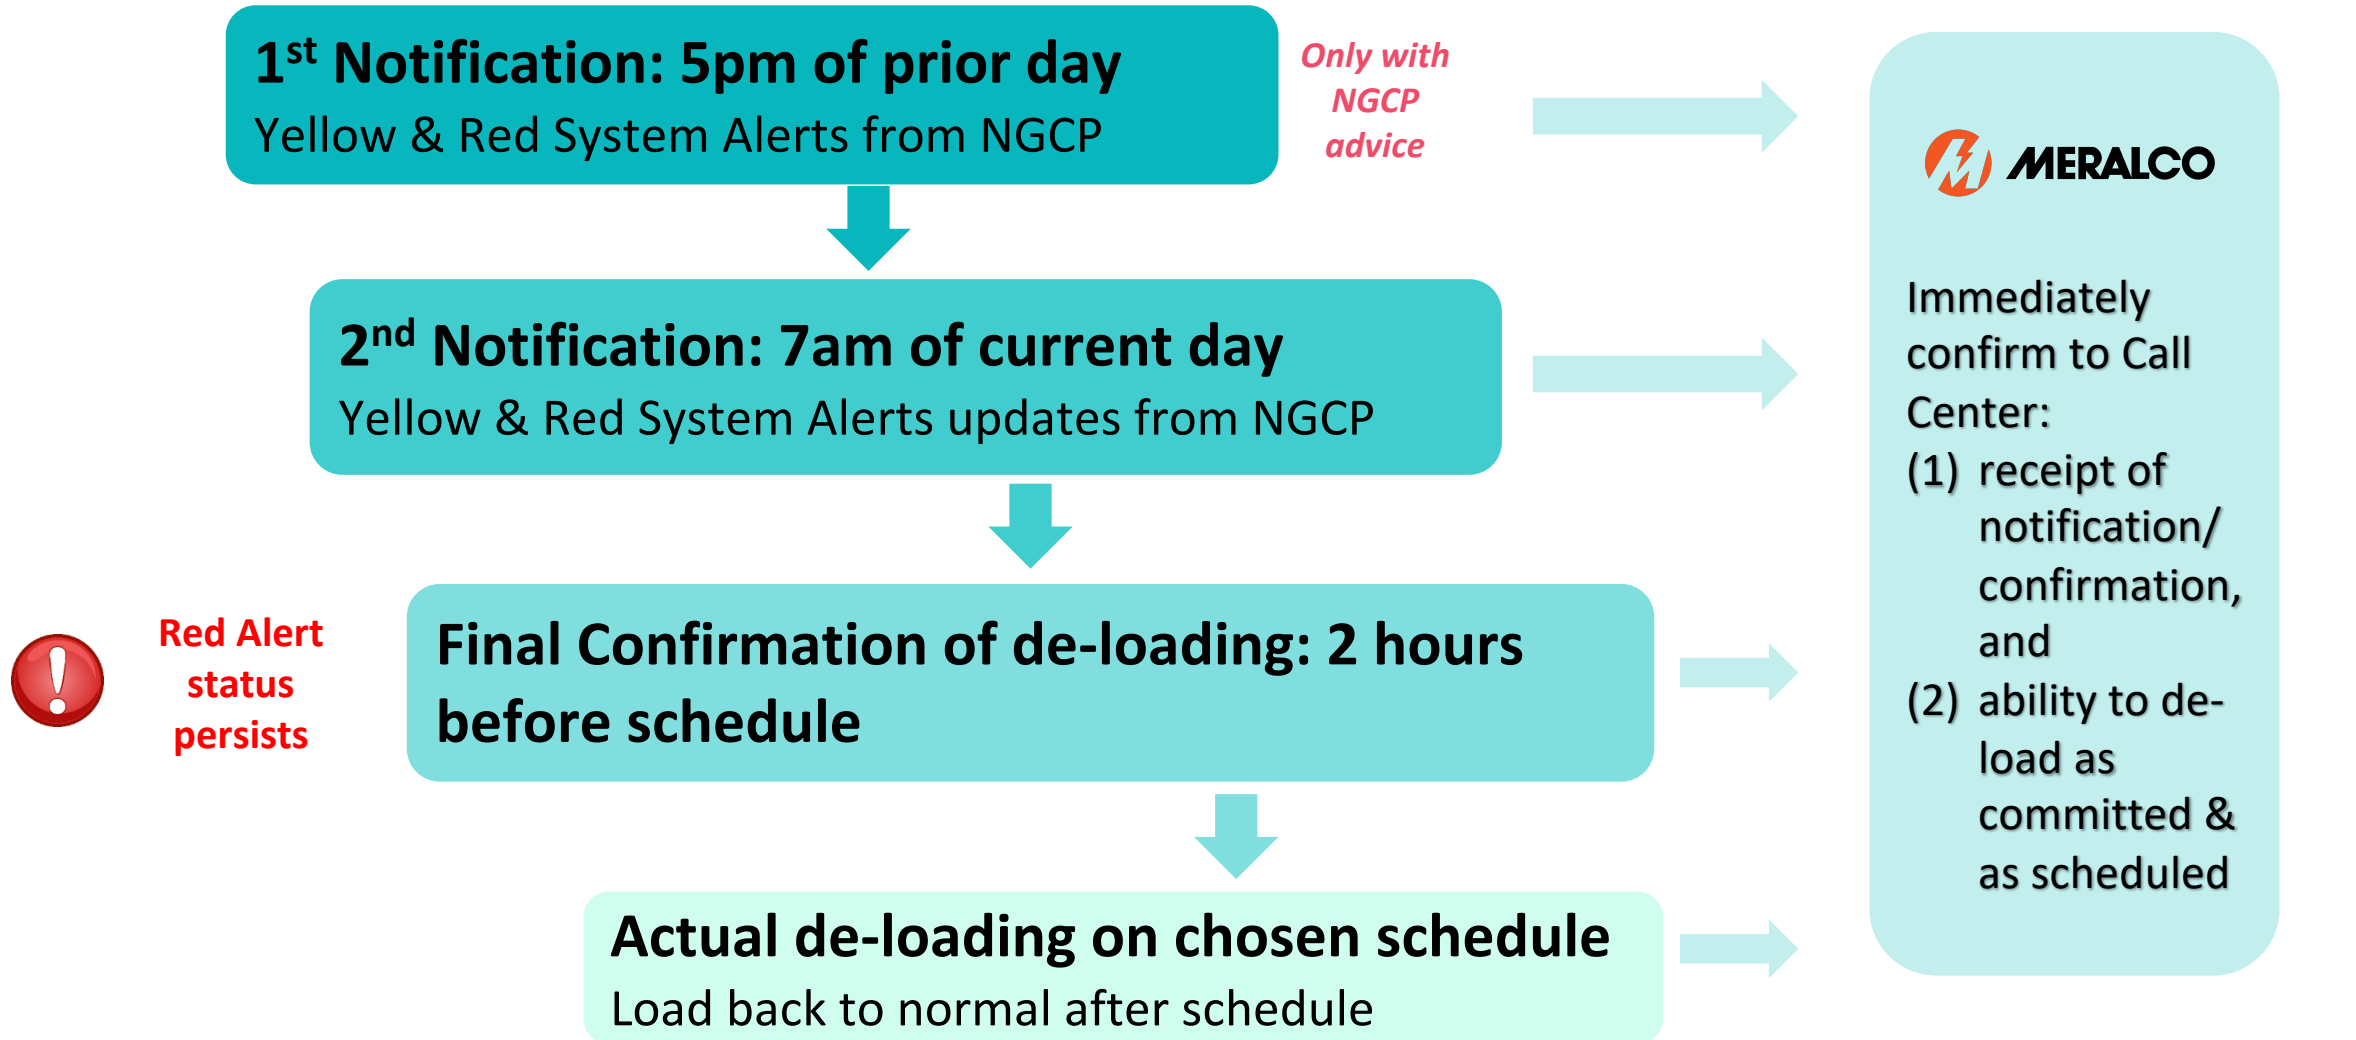 1st Notification: 5pm of prior day
Yellow & Red System Alerts from NGCP
Only with
NGCP
advice
2nd Notification: 7am of current day
Yellow & Red System Alerts updates from NGCP
Red Alert
status
persists
Final Confirmation of de-loading: 2 hours
before schedule
Actual de-loading on chosen schedule
Load back to normal after schedule
MERALCO
Immediately
confirm to Call
Center:
(1) receipt of
notification/
confirmation,
and
(2) ability to de-
load as
committed &
as scheduled